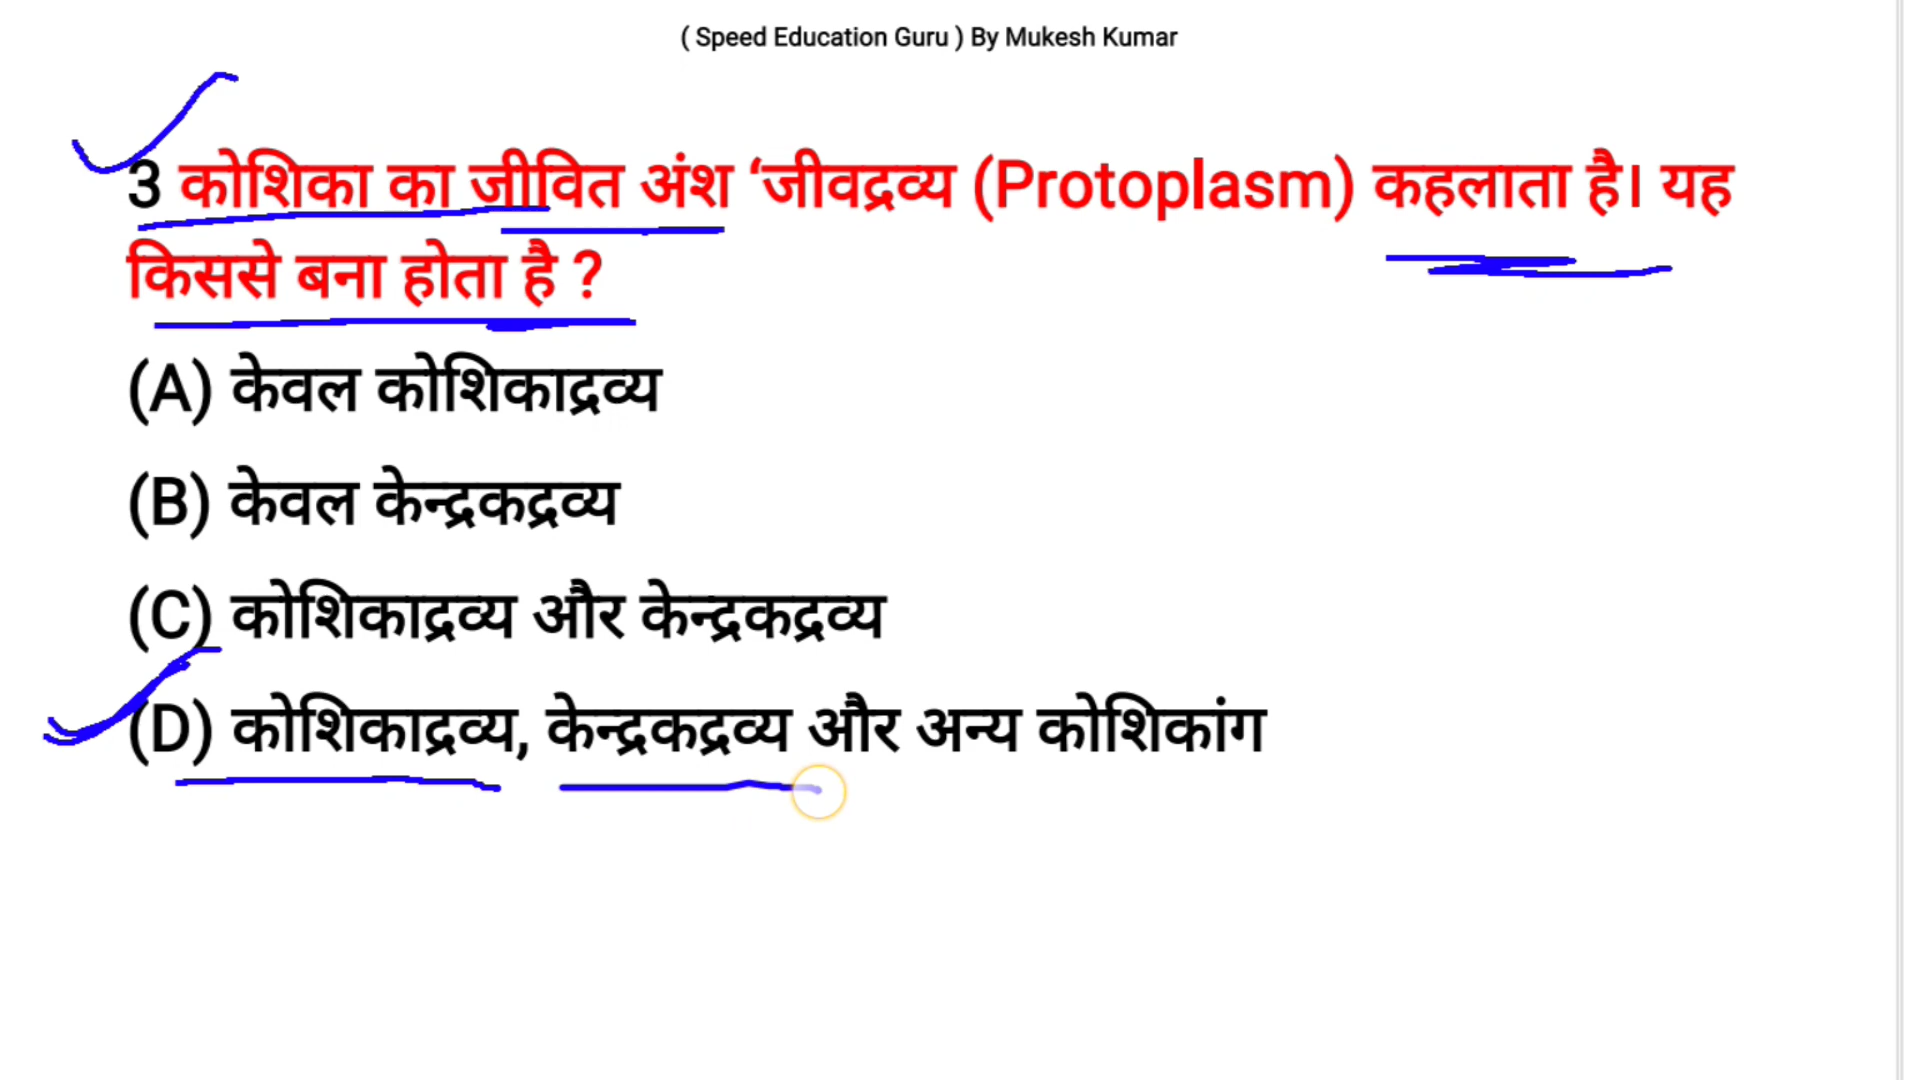 ( Speed Education Guru ) By Mukesh Kumar
3 कोशिका का जीवित अंश ‘जीवद्रव्य (Protoplasm) कहलाता है। यह
किससे बना होता है ?
(A) केवल कोशिकाद्रव्य
(B) केवल केन्द्रकद्रव्य
(C) कोशिकाद्रव्य और केन्द्रकद्रव्य
(D) कोशिकाद्रव्य, केन्द्रकद्रव्य और अन्य कोशिकांग